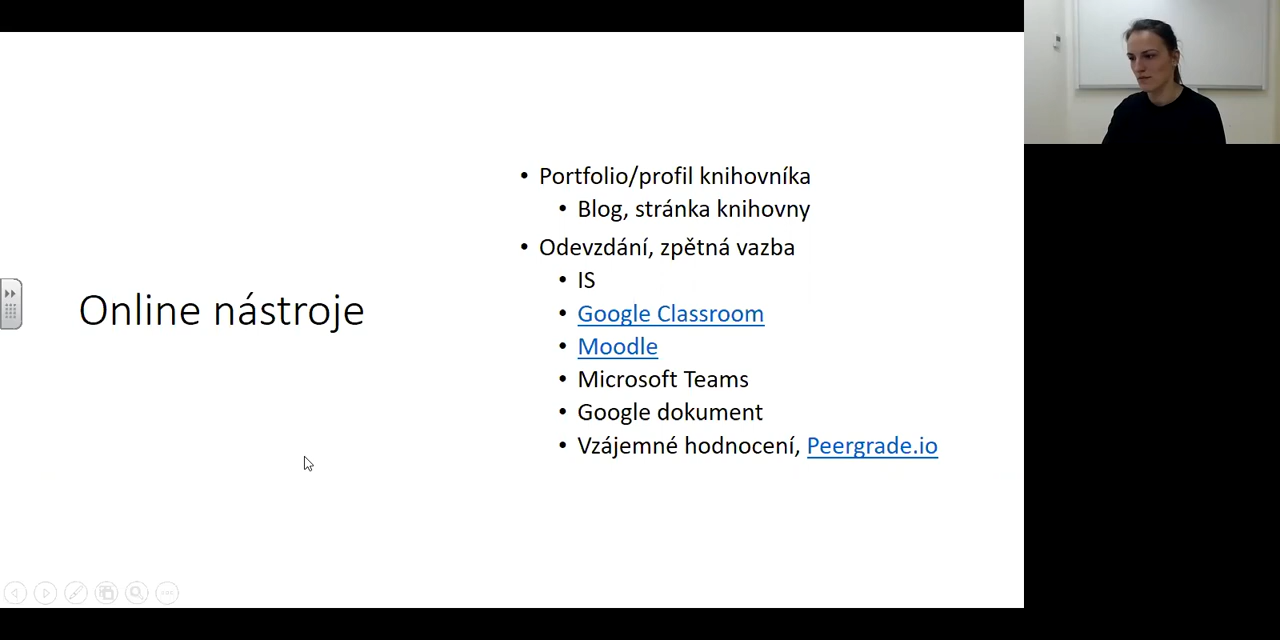 Online nástroje
• Portfolio/profil knihovníka
• Blog, stránka knihovny
• Odevzdání, zpětná vazba
• IS
• Google Classroom
• Moodle
• Microsoft Teams
• Google dokument
• Vzájemné hodnocení, Peergrade.io